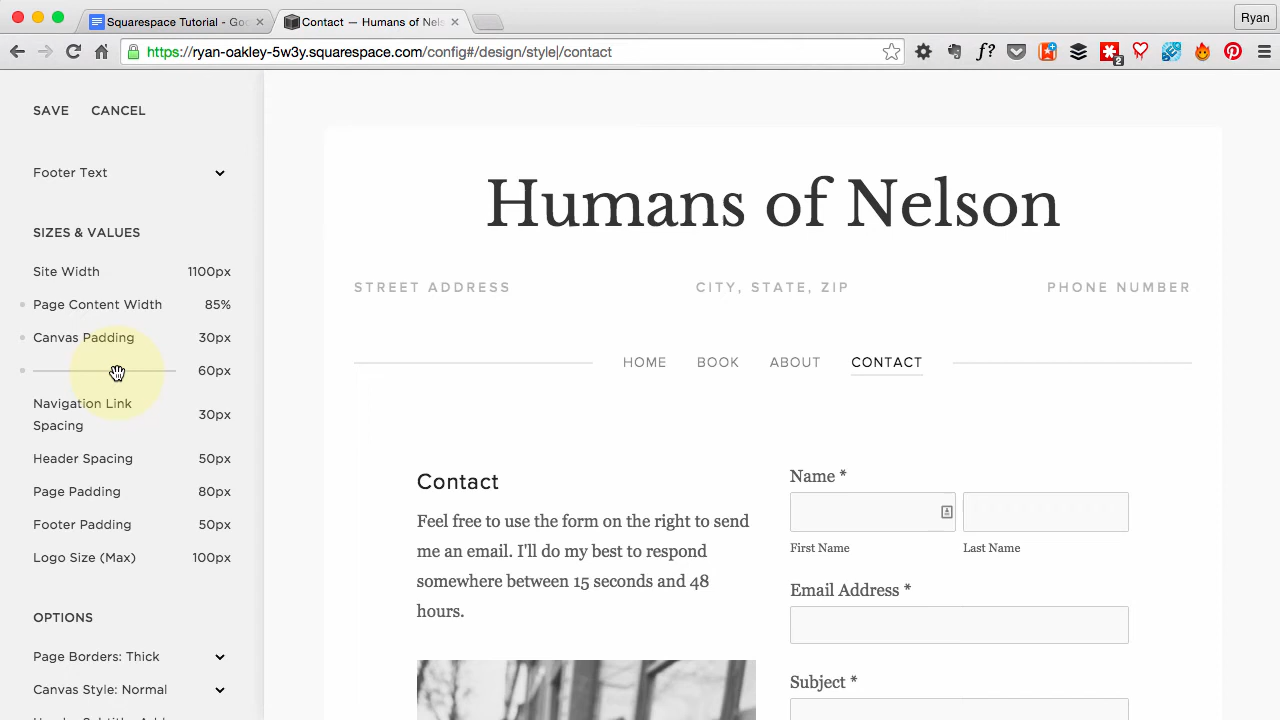 Squarespace Tutorial - Goo
Contact — Humans of Nels
Ryan
https://ryan-oakley-5w3y.squarespace.com/config#/design/style|/contact
f?
2
SAVE CANCEL
Footer Text
SIZES & VALUES
Site Width 1100px
Page Content Width 85%
Canvas Padding 30px
60px
Navigation Link
Spacing 30px
Header Spacing 50px
Page Padding 80px
Footer Padding 50px
Logo Size (Max) 100px
OPTIONS
Page Borders: Thick
Canvas Style: Normal
Humans of Nelson
STREET ADDRESS CITY, STATE, ZIP PHONE NUMBER
HOME BOOK ABOUT CONTACT
Contact
Feel free to use the form on the right to send
me an email. I'll do my best to respond
somewhere between 15 seconds and 48
hours.
Name *
First Name Last Name
Email Address *
Subject *